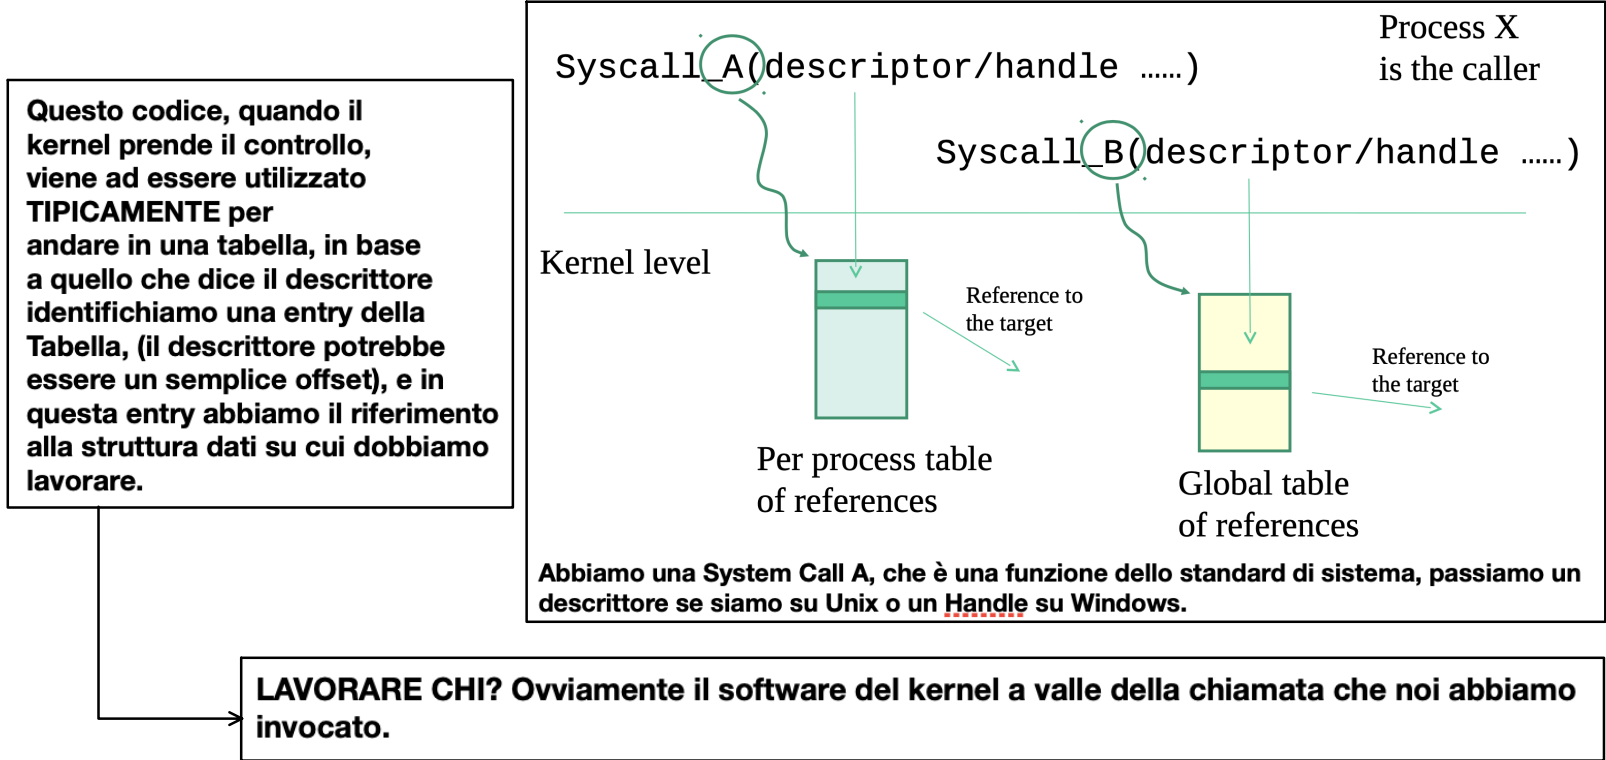 Questo codice, quando il
kernel prende il controllo,
viene ad essere utilizzato
TIPICAMENTE per
andare in una tabella, in base
a quello che dice il descrittore
identifichiamo una entry della
Tabella, (il descrittore potrebbe
essere un semplice offset), e in
questa entry abbiamo il riferimento
alla struttura dati su cui dobbiamo
lavorare.
Process X
is the caller
Syscall_A(descriptor/handle ……)
Syscall_B(descriptor/handle ……)
Kernel level
Reference to
the target
Reference to
the target
Per process table
of references
Global table
of references
Abbiamo una System Call A, che è una funzione dello standard di sistema, passiamo un
descrittore se siamo su Unix o un Handle su Windows.
LAVORARE CHI? Ovviamente il software del kernel a valle della chiamata che noi abbiamo
invocato.